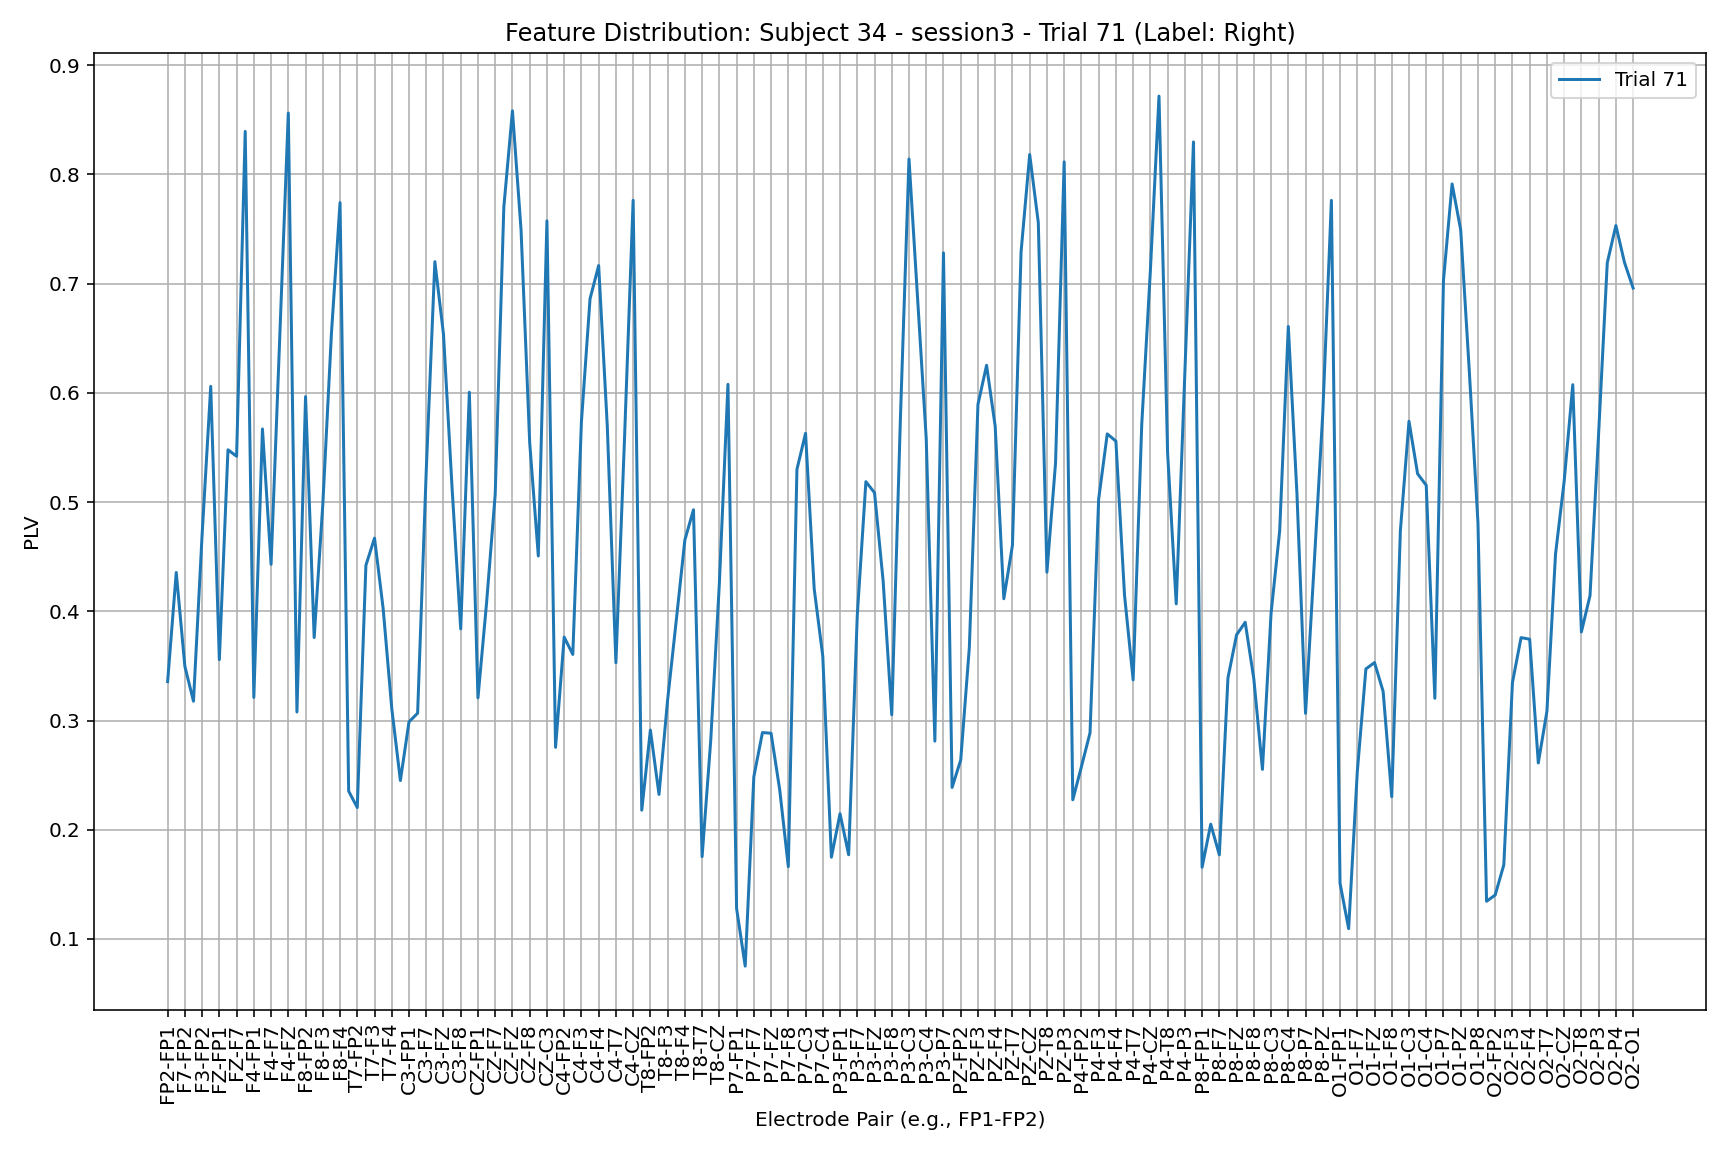 Feature Distribution: Subject 34 - session3 - Trial 71 (Label: Right)
Trial 71
PLV
0.9
0.8
0.7
0.6
0.5
0.4
0.3
0.2
0.1
FP2-FP1
F7-FP2
F3-FP2
FZ-FP1
FZ-F7
F4-FP1
F4-F7
F4-FZ
F8-FP2
F8-F3
F8-F4
T7-FP2
T7-F3
T7-F4
C3-FP1
C3-F7
C3-FZ
C3-F8
CZ-FP1
CZ-F7
CZ-FZ
CZ-F8
CZ-C3
C4-FP2
C4-F3
C4-F4
C4-T7
C4-CZ
T8-FP2
T8-F3
T8-F4
T8-T7
T8-CZ
P7-FP1
P7-F7
P7-FZ
P7-F8
P7-C3
P7-C4
P3-FP1
P3-F7
P3-FZ
P3-F8
P3-C3
P3-C4
P3-P7
PZ-FP2
PZ-F3
PZ-F4
PZ-T7
PZ-CZ
PZ-T8
PZ-P3
P4-FP2
P4-F3
P4-F4
P4-T7
P4-CZ
P4-T8
P4-P3
P8-FP1
P8-F7
P8-FZ
P8-F8
P8-C3
P8-C4
P8-P7
P8-PZ
O1-FP1
O1-F7
O1-FZ
O1-F8
O1-C3
O1-C4
O1-P7
O1-PZ
O1-P8
O2-FP2
O2-F3
O2-F4
O2-T7
O2-CZ
O2-T8
O2-P3
O2-P4
O2-O1
Electrode Pair (e.g., FP1-FP2)